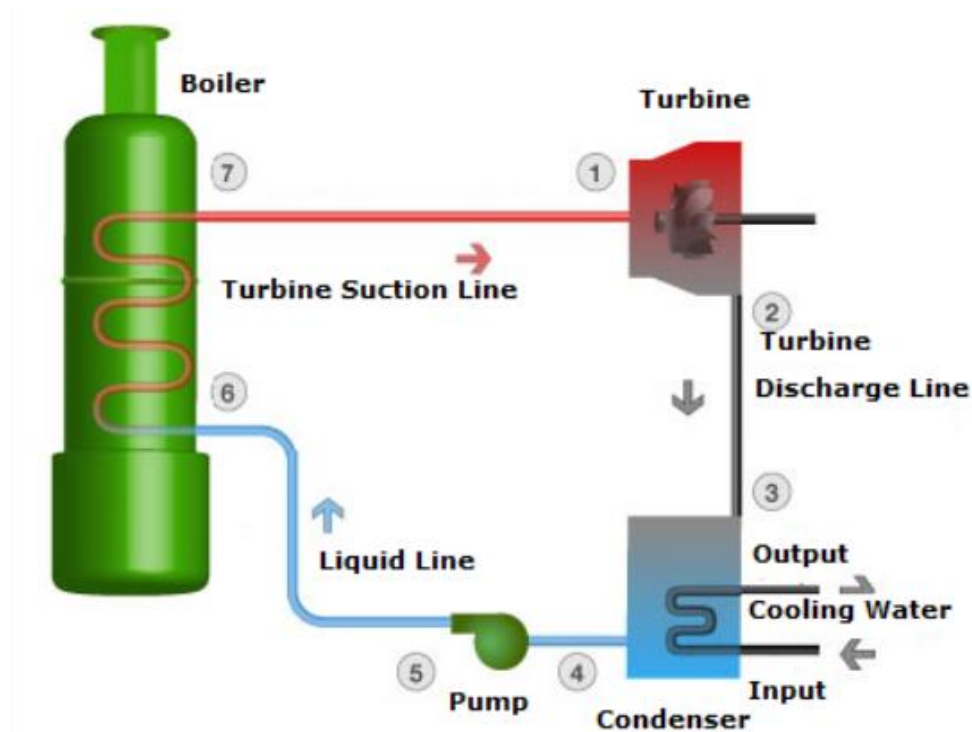 Boiler
Turbine
7
1
Turbine Suction Line
2
Turbine
Discharge Line
6
3
Liquid Line
Output
Cooling Water
5
4
Pump
Input
Condenser